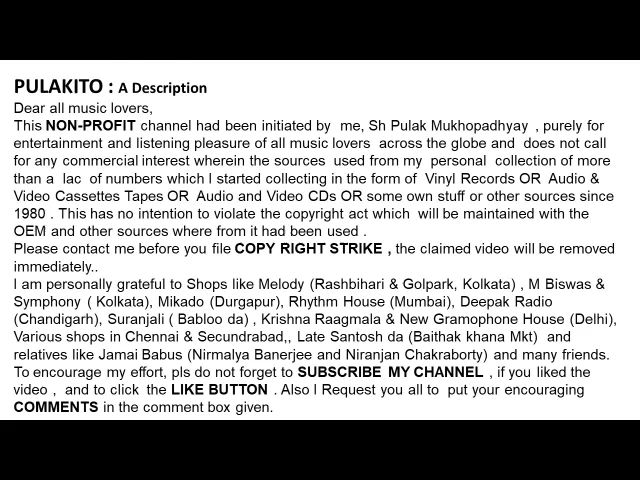 PULAKITO : A Description
Dear all music lovers,
This NON-PROFIT channel had been initiated by me, Sh Pulak Mukhopadhyay , purely for
entertainment and listening pleasure of all music lovers across the globe and does not call
for any commercial interest wherein the sources used from my personal collection of more
than a lac of numbers which I started collecting in the form of Vinyl Records OR Audio &
Video Cassettes Tapes OR Audio and Video CDs OR some own stuff or other sources since
1980 . This has no intention to violate the copyright act which will be maintained with the
OEM and other sources where from it had been used .
Please contact me before you file COPY RIGHT STRIKE , the claimed video will be removed
immediately..
I am personally grateful to Shops like Melody (Rashbihari & Golpark, Kolkata) , M Biswas &
Symphony ( Kolkata), Mikado (Durgapur), Rhythm House (Mumbai), Deepak Radio
(Chandigarh), Suranjali ( Babloo da) , Krishna Raagmala & New Gramophone House (Delhi),
Various shops in Chennai & Secundrabad,, Late Santosh da (Baithak khana Mkt) and
relatives like Jamai Babus (Nirmalya Banerjee and Niranjan Chakraborty) and many friends.
To encourage my effort, pls do not forget to SUBSCRIBE MY CHANNEL , if you liked the
video , and to click the LIKE BUTTON . Also I Request you all to put your encouraging
COMMENTS in the comment box given.